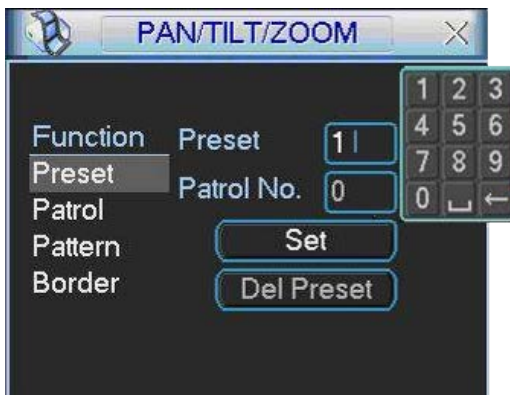 PAN/TILT/ZOOM
1 2 3
4 5 6
7 8 9
0 ␣ ←
Function
Preset
Patrol
Pattern
Border
Preset 1
Patrol No. 0
Set
Del Preset